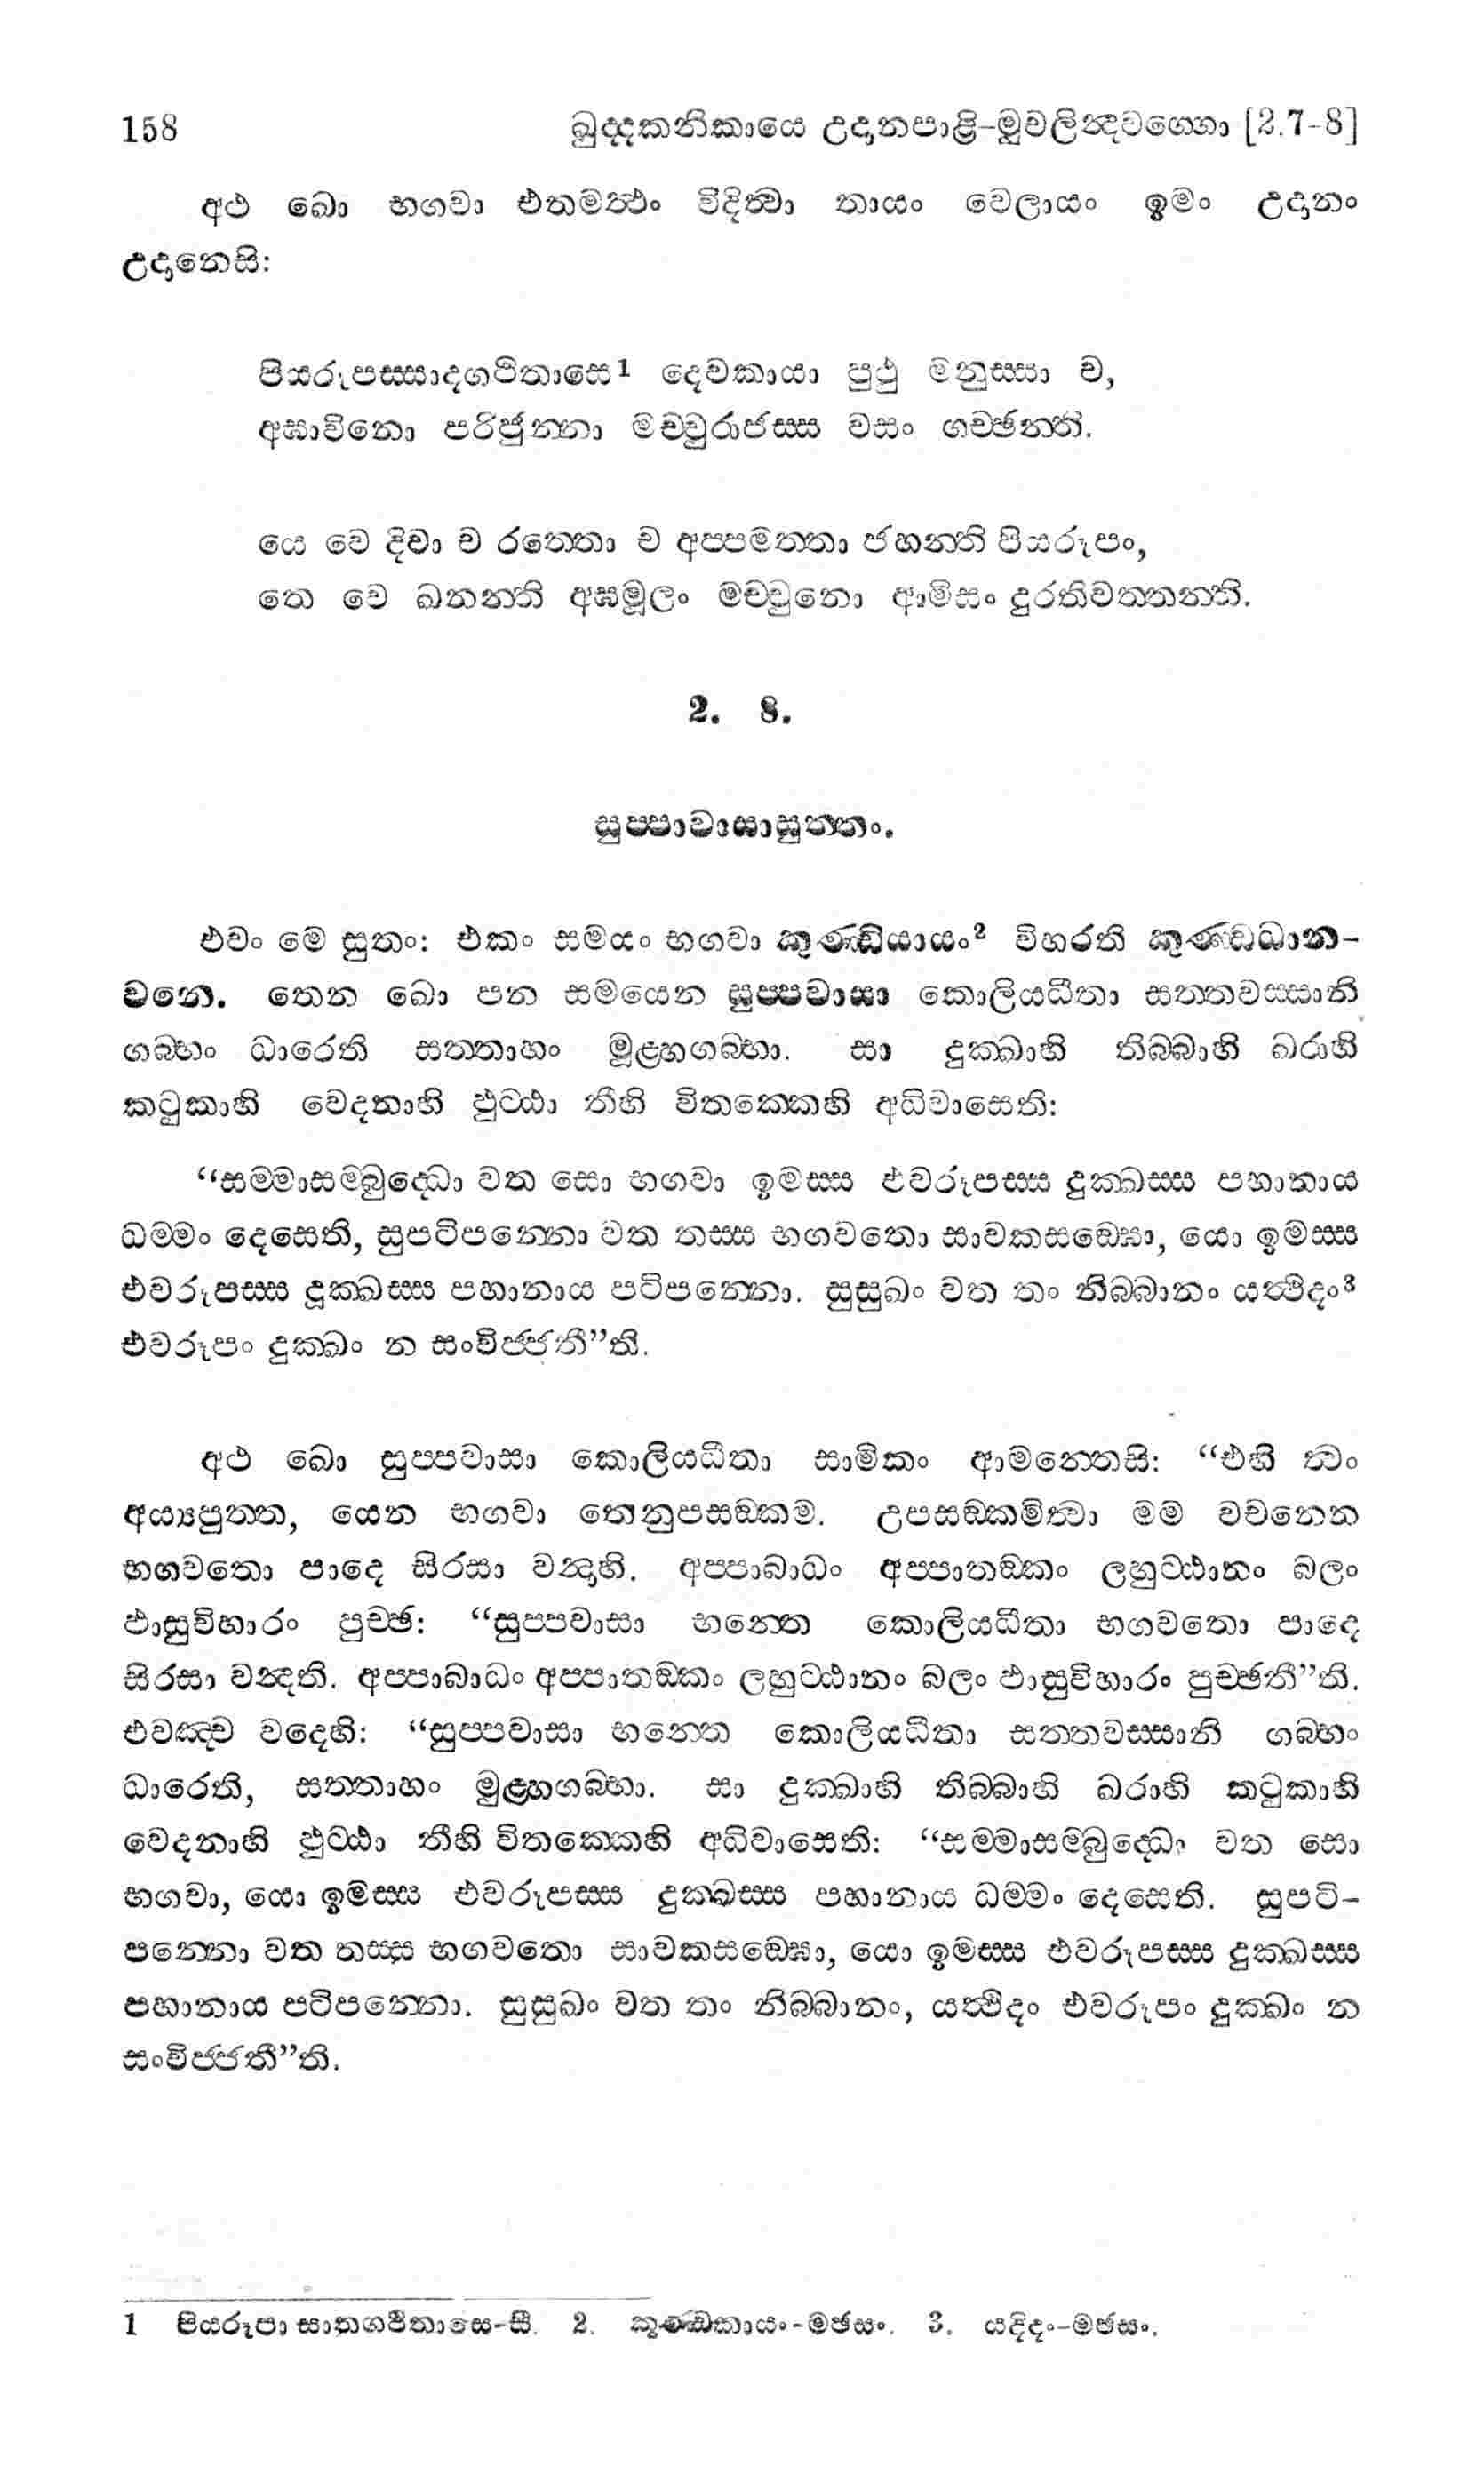 158 ඛුද්දකනිකායෙ උදානපාළි-මුචලින්දවග්ගො [2.7-8]
අථ ඛො භගවා එතමත්ථං විදිත්වා තායං වෙලායං ඉමං උදානං
උදානෙසි:
පියරූපස්සාදගථිතාසෙ1 දෙවකායා පුථු මනුස්සා ච,
අඝාවිනො පරිජුන්නා මච්චුරාජස්ස වසං ගච්ඡන්ති.
යෙ වෙ දිවා ච රත්තො ච අප්පමත්තා ජහන්ති පියරූපං,
තෙ වෙ ඛනන්ති අඝමූලං මච්චුනො ආමිසං දුරතිවත්තන්ති.
2. 8.
සුප්පාවාසාසුත්තං.
එවං මෙ සුතං: එකං සමයං භගවා කුණ්ඩියායං2 විහරති කුණ්ඩධාන-
වනෙ. තෙන ඛො පන සමයෙන සුප්පවාසා කොලියධීතා සත්තවස්සානි
ගබ්භං ධාරෙති සත්තාහං මූළ්හගබ්භා. සා දුක්ඛාහි තිබ්බාහි ඛරාහි
කටුකාහි වෙදනාහි ඵුට්ඨා තීහි විතක්කෙහි අධිවාසෙති:
“සම්මාසම්බුද්ධො වත සො භගවා ඉමස්ස එවරූපස්ස දුක්ඛස්ස පහානාය
ධම්මං දෙසෙති, සුපටිපන්නො වත තස්ස භගවතො සාවකසඞ්ඝො, යො ඉමස්ස
එවරූපස්ස දුක්ඛස්ස පහානාය පටිපන්නො. සුසුඛං වත තං නිබ්බානං යත්ථිදං3
එවරූපං දුක්ඛං න සංවිජ්ජතී”ති.
අථ ඛො සුප්පවාසා කොලියධීතා සාමිකං ආමන්තෙසි: “එහි ත්වං
අය්‍යපුත්ත, යෙන භගවා තෙනුපසඞ්කම. උපසඞ්කමිත්වා මම වචනෙන
භගවතො පාදෙ සිරසා වන්දාහි. අප්පාබාධං අප්පාතඞ්කං ලහුට්ඨානං බලං
ඵාසුවිහාරං පුච්ඡ: “සුප්පවාසා භන්තෙ කොලියධීතා භගවතො පාදෙ
සිරසා වන්දති. අප්පාබාධං අප්පාතඞ්කං ලහුට්ඨානං බලං ඵාසුවිහාරං පුච්ඡතී”ති.
එවඤ්ච වදෙහි: “සුප්පවාසා භන්තෙ කොලියධීතා සත්තවස්සානි ගබ්භං
ධාරෙති, සත්තාහං මුළ්හගබ්භා. සා දුක්ඛාහි තිබ්බාහි ඛරාහි කටුකාහි
වෙදනාහි ඵුට්ඨා තීහි විතක්කෙහි අධිවාසෙති: “සම්මාසම්බුද්ධො වත සො
භගවා, යො ඉමස්ස එවරූපස්ස දුක්ඛස්ස පහානාය ධම්මං දෙසෙති. සුපටි-
පන්නො වත තස්ස භගවතො සාවකසඞ්ඝො, යො ඉමස්ස එවරූපස්ස දුක්ඛස්ස
පහානාය පටිපන්නො. සුසුඛං වත තං නිබ්බානං, යත්ථිදං එවරූපං දුක්ඛං න
සංවිජ්ජතී”ති.
1 පියරූපා සාතගථිතාසෙ-සී. 2. කුණ්ඩිකායං-මඡසං. 3. යදිදං-මඡසං.